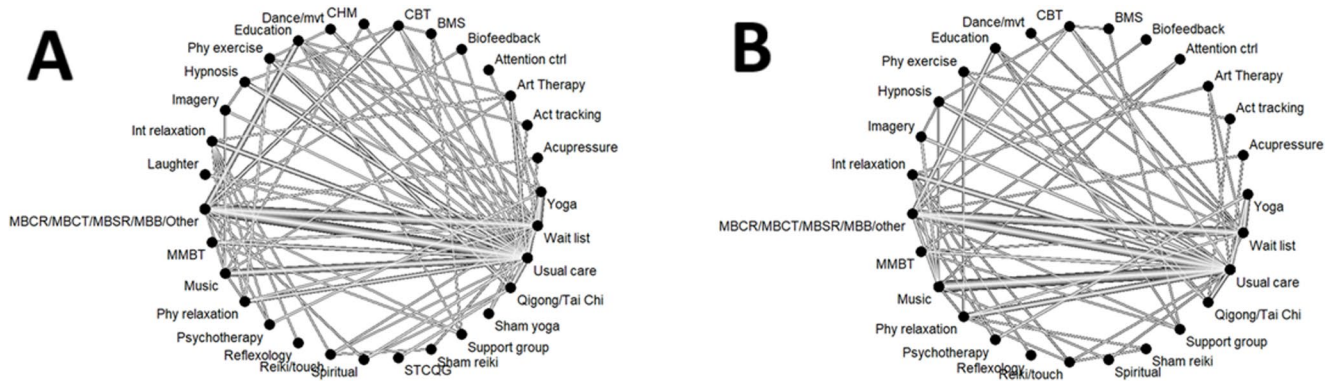 A
CHM
CBT
Dance/mvt
BMS
Education
Biofeedback
Phy exercise
Attention ctrl
Hypnosis
Art Therapy
Imagery
Act tracking
Int relaxation
Acupressure
Laughter
Yoga
MBCR/MBCT/MBSR/MBB/Other
Wait list
MMBT
Usual care
Music
Qigong/Tai Chi
Phy relaxation
Sham yoga
Psychotherapy
Support group
Reflexology
Sham reiki
Reiki/touch
Spiritual
STCQG
B
CBT
BMS
Dance/mvt
Biofeedback
Education
Attention ctrl
Phy exercise
Art Therapy
Hypnosis
Act tracking
Imagery
Acupressure
Int relaxation
Yoga
MBCR/MBCT/MBSR/MBB/other
Wait list
MMBT
Usual care
Music
Qigong/Tai Chi
Phy relaxation
Support group
Psychotherapy
Sham reiki
Reflexology
Reiki/touch
Spiritual